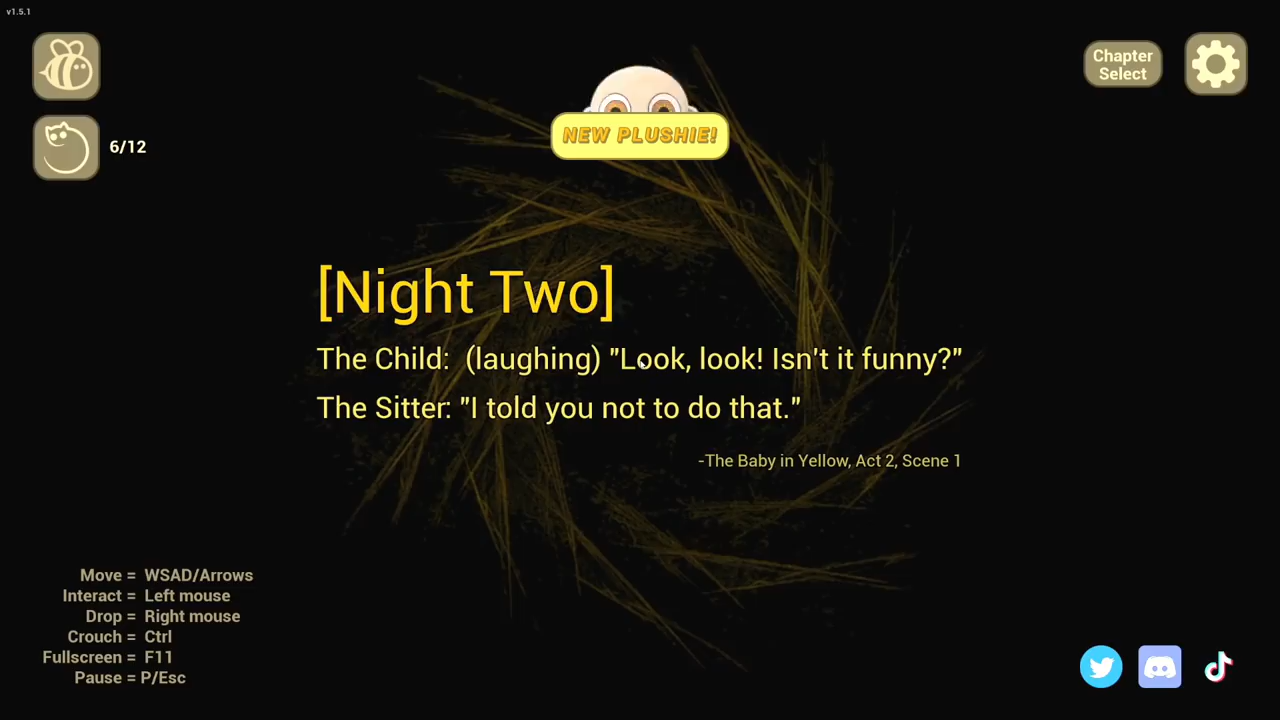 v1.5.1
Chapter
Select
NEW PLUSHIE!
6/12
[Night Two]
The Child:  (laughing) "Look, look! Isn't it funny?"
The Sitter: "I told you not to do that."
-The Baby in Yellow, Act 2, Scene 1
Move = WSAD/Arrows
Interact = Left mouse
Drop = Right mouse
Crouch = Ctrl
Fullscreen = F11
Pause = P/Esc